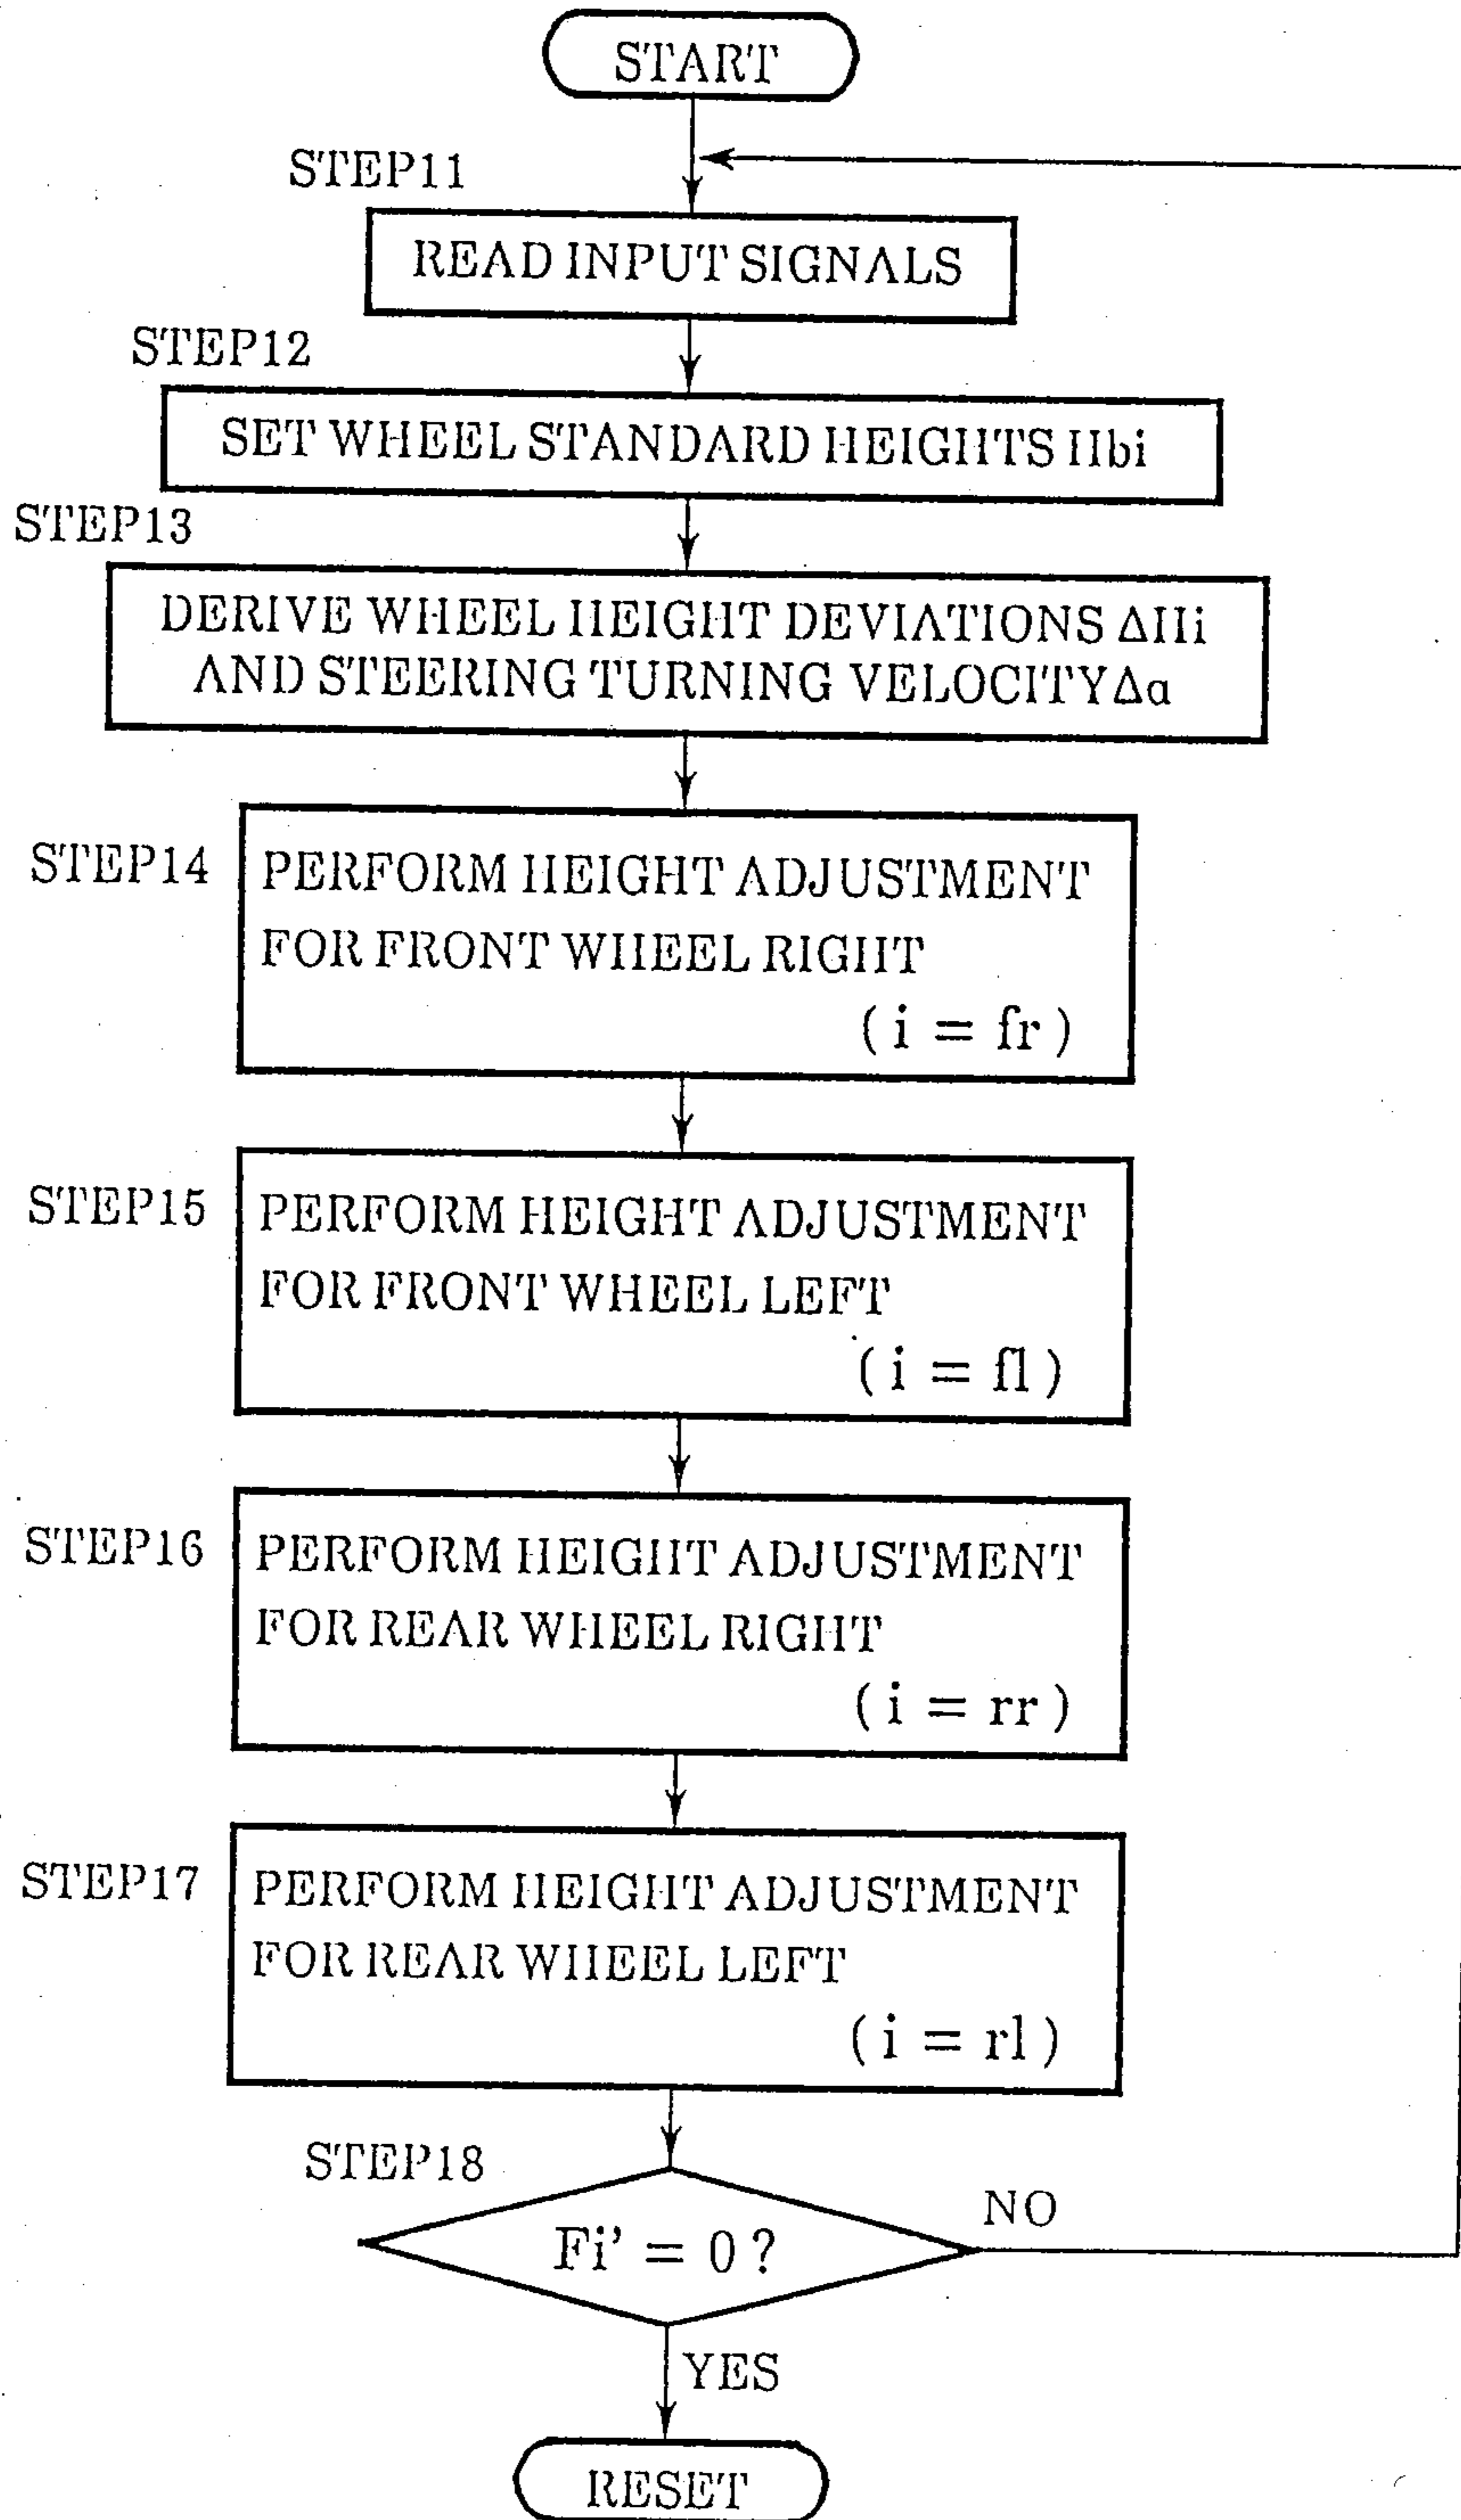 START
STEP11
READ INPUT SIGNALS
STEP12
SET WHEEL STANDARD HEIGHTS Hbi
STEP13
DERIVE WHEEL HEIGHT DEVIATIONS ΔHi
AND STEERING TURNING VELOCITY Δα
STEP14
PERFORM HEIGHT ADJUSTMENT
FOR FRONT WHEEL RIGHT
( i = fr )
STEP15
PERFORM HEIGHT ADJUSTMENT
FOR FRONT WHEEL LEFT
( i = fl )
STEP16
PERFORM HEIGHT ADJUSTMENT
FOR REAR WHEEL RIGHT
( i = rr )
STEP17
PERFORM HEIGHT ADJUSTMENT
FOR REAR WHEEL LEFT
( i = rl )
STEP18
Fi' = 0 ?
NO
YES
RESET